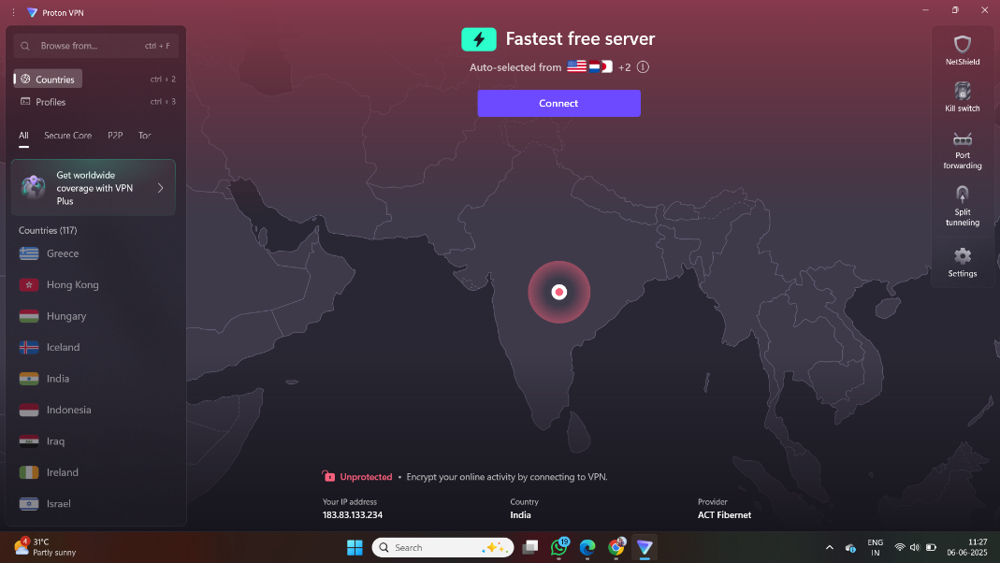 Proton VPN
Browse from...
ctrl + F
Countries
ctrl + 2
Profiles
ctrl + 3
All
Secure Core
P2P
Tor
Get worldwide
coverage with VPN
Plus
Countries (117)
Greece
Hong Kong
Hungary
Iceland
India
Indonesia
Iraq
Ireland
Israel
Fastest free server
Auto-selected from
+2
Connect
NetShield
Kill switch
Port
forwarding
Split
tunneling
Settings
Unprotected • Encrypt your online activity by connecting to VPN.
Your IP address
183.83.133.234
Country
India
Provider
ACT Fibernet
4
31°C
Partly sunny
Search
19
ENG
IN
11:27
06-06-2025